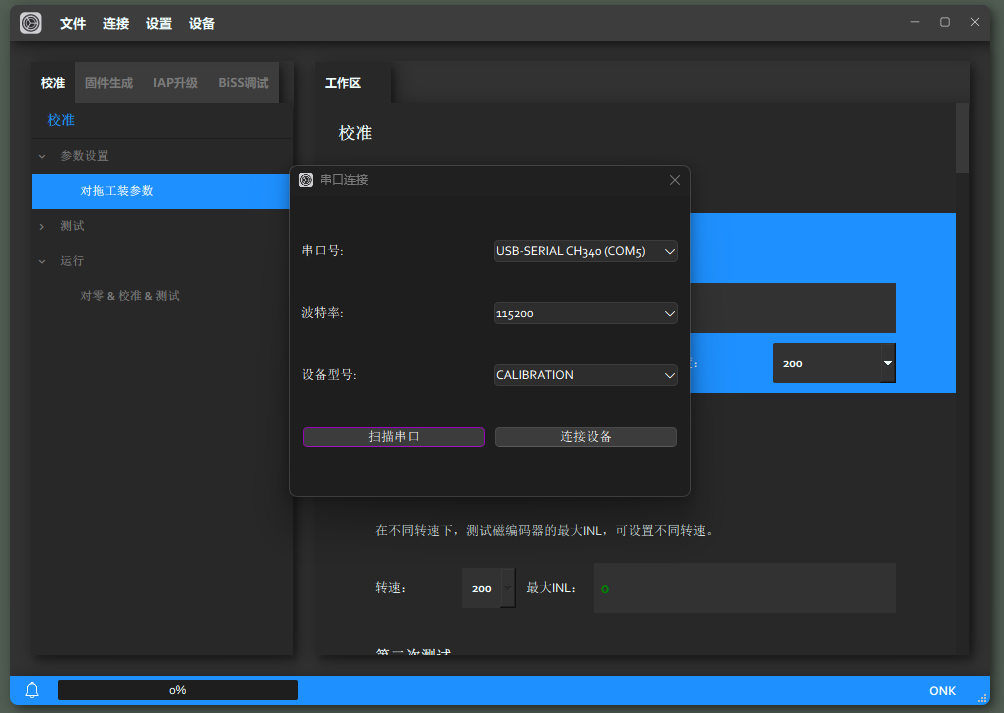 文件 连接 设置 设备
校准 固件生成 IAP升级 BiSS调试
工作区
校准
校准
参数设置
对拖工装参数
测试
运行
对零 & 校准 & 测试
串口连接
串口号:
USB-SERIAL CH340 (COM5)
波特率:
115200
设备型号:
CALIBRATION
扫描串口
连接设备
200
在不同转速下，测试磁编码器的最大INL，可设置不同转速。
转速：
200
最大INL：
0
第二次测试
0%
ONK